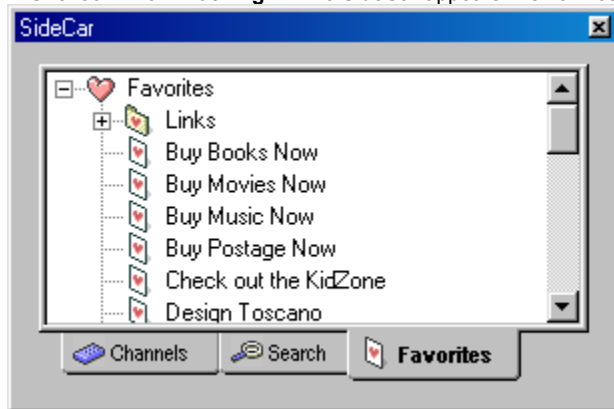 SideCar
Favorites
Links
Buy Books Now
Buy Movies Now
Buy Music Now
Buy Postage Now
Check out the KidZone
Design Toscano
Channels Search Favorites